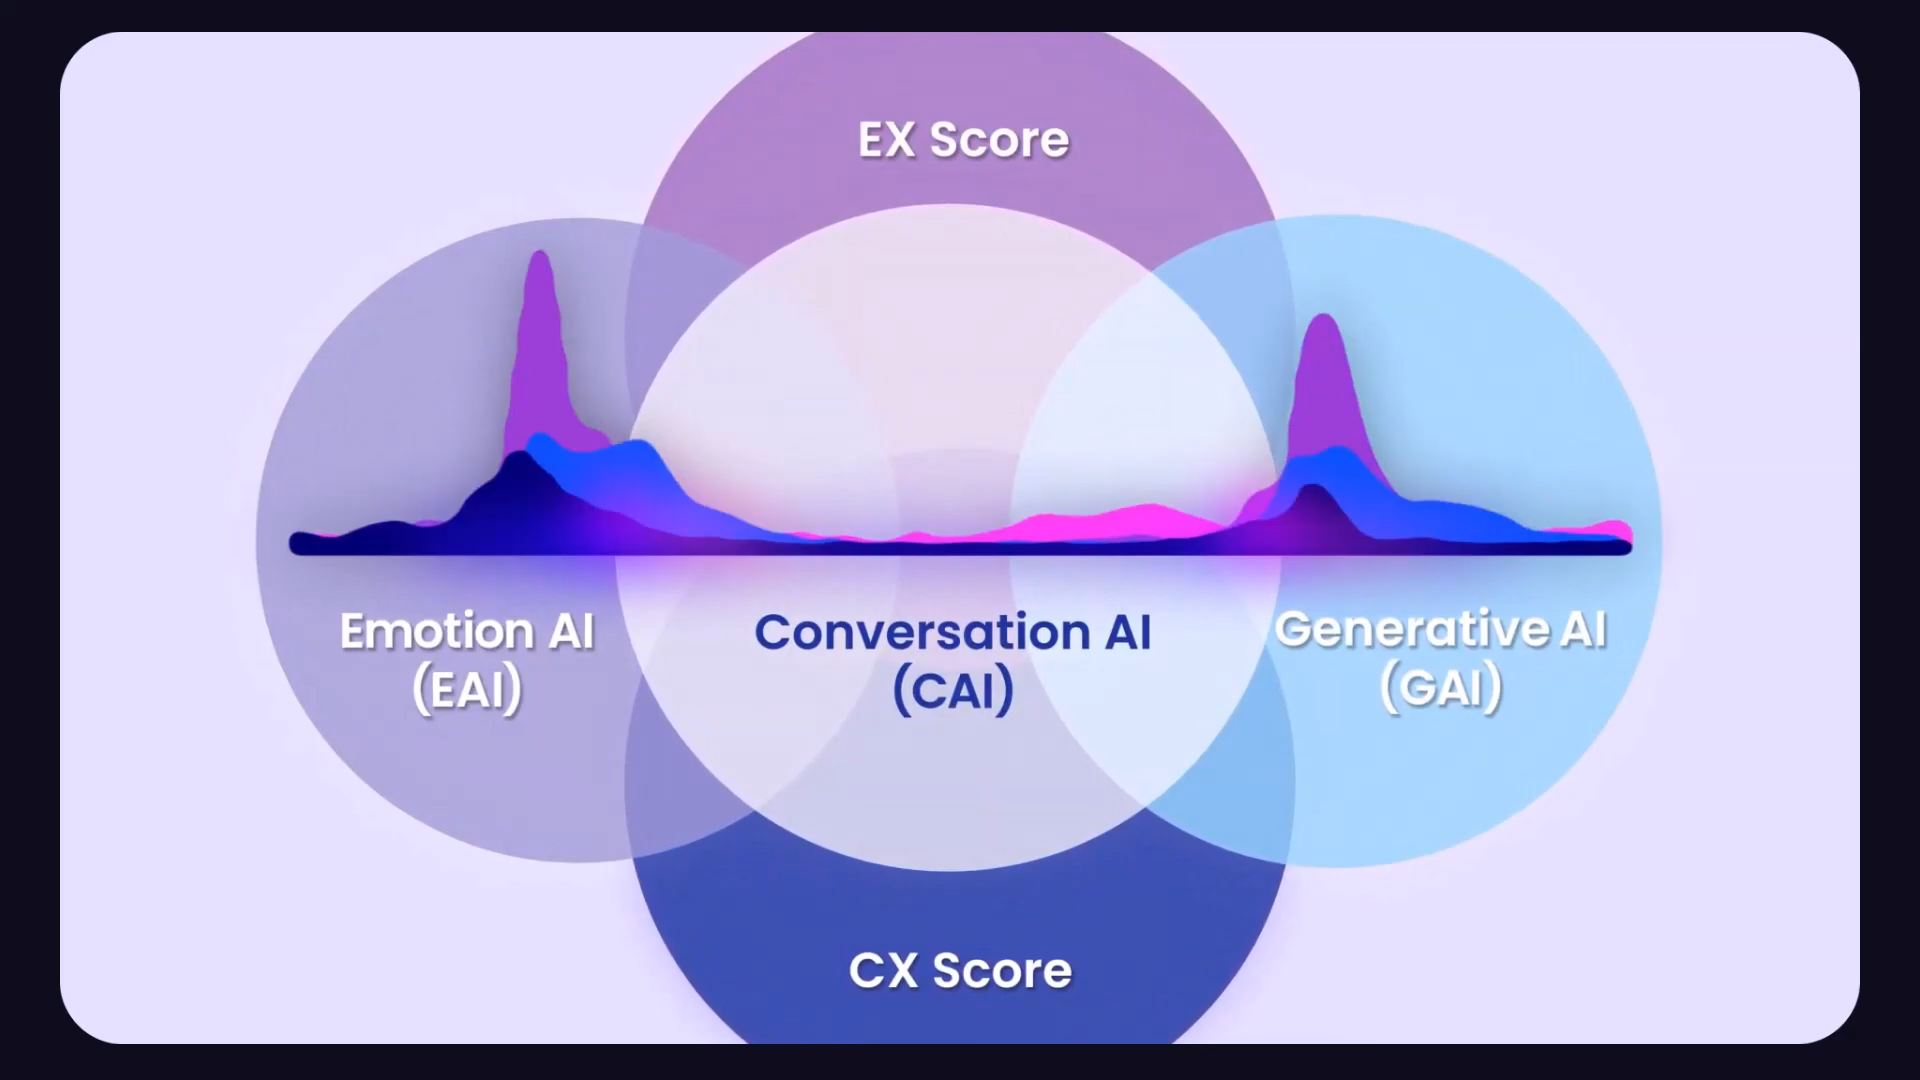 EX Score
Emotion AI
(EAI)
Conversation AI
(CAI)
Generative AI
(GAI)
CX Score